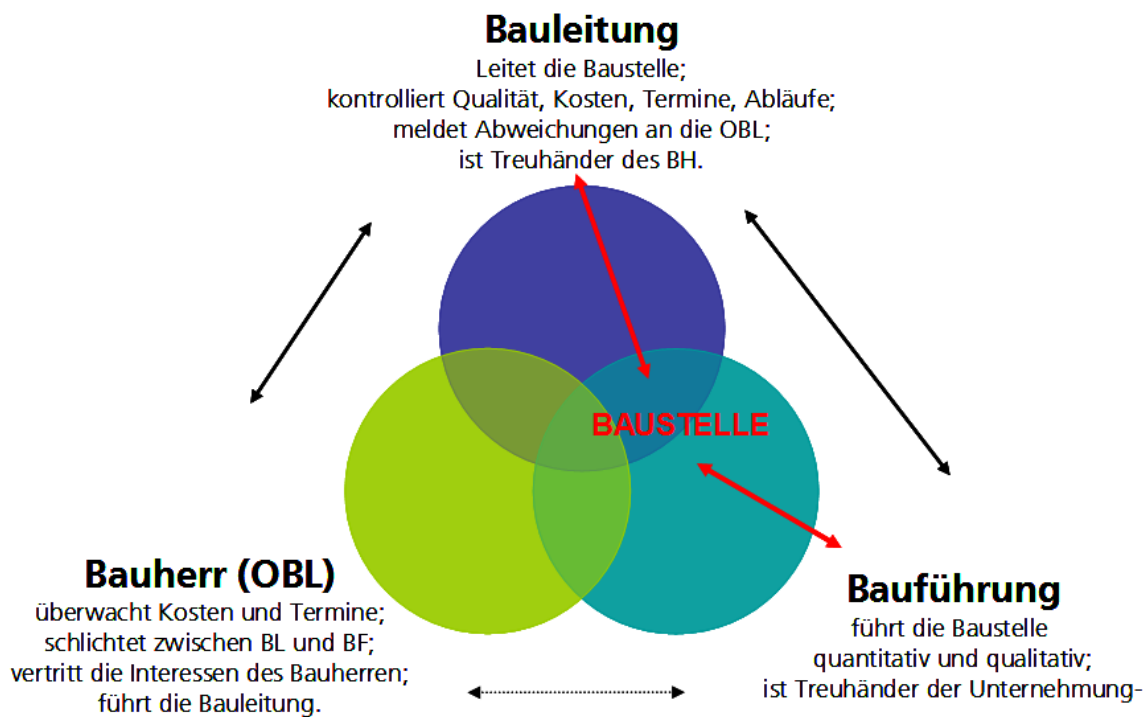 Bauleitung
Leitet die Baustelle;
kontrolliert Qualität, Kosten, Termine, Abläufe;
meldet Abweichungen an die OBL;
ist Treuhänder des BH.
BAUSTELLE
Bauherr (OBL)
überwacht Kosten und Termine;
schlichtet zwischen BL und BF;
vertritt die Interessen des Bauherren;
führt die Bauleitung.
Bauführung
führt die Baustelle
quantitativ und qualitativ;
ist Treuhänder der Unternehmung-